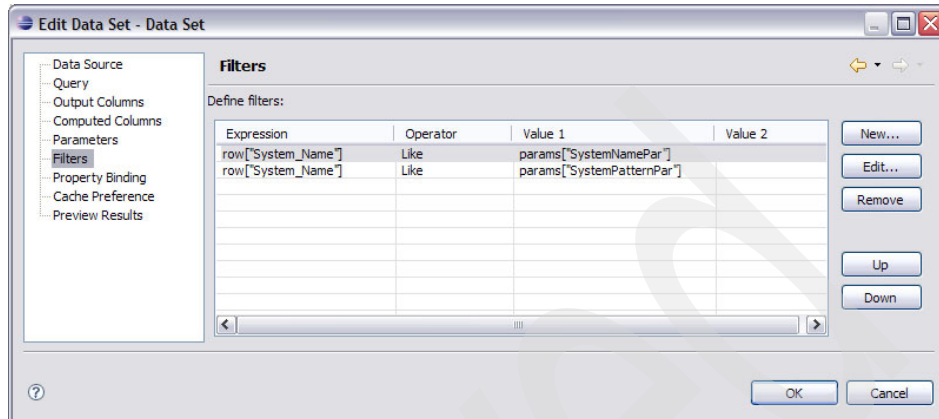 Edit Data Set - Data Set
Data Source
Query
Output Columns
Computed Columns
Parameters
Filters
Property Binding
Cache Preference
Preview Results
Filters
Define filters:
Expression Operator Value 1 Value 2
row["System_Name"] Like params["SystemNamePar"]
row["System_Name"] Like params["SystemPatternPar"]
New...
Edit...
Remove
Up
Down
?
OK Cancel